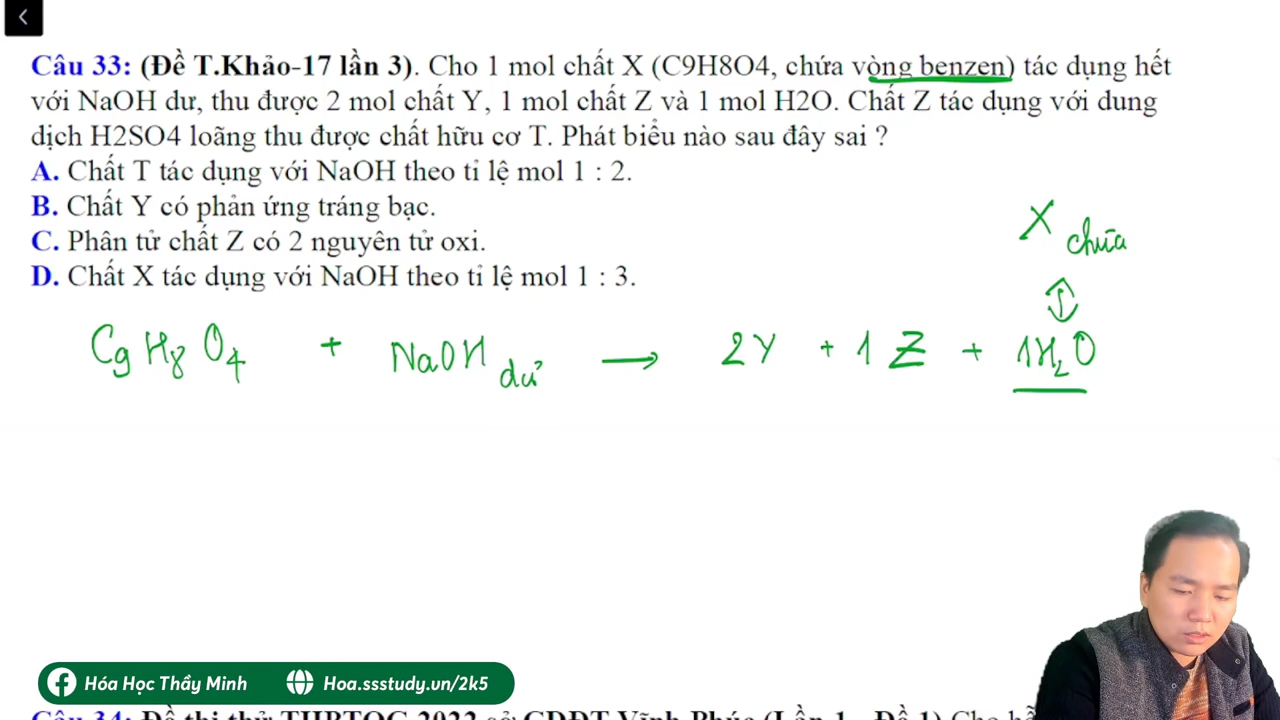 Câu 33: (Đề T.Khảo-17 lần 3). Cho 1 mol chất X (C9H8O4, chứa vòng benzen) tác dụng hết
với NaOH dư, thu được 2 mol chất Y, 1 mol chất Z và 1 mol H2O. Chất Z tác dụng với dung
dịch H2SO4 loãng thu được chất hữu cơ T. Phát biểu nào sau đây sai ?
A. Chất T tác dụng với NaOH theo tỉ lệ mol 1 : 2.
B. Chất Y có phản ứng tráng bạc.
C. Phân tử chất Z có 2 nguyên tử oxi.
D. Chất X tác dụng với NaOH theo tỉ lệ mol 1 : 3.
X chứa
C9H8O4 + NaOH dư → 2Y + 1 Z + 1H2O
Hóa Học Thầy Minh Hoa.ssstudy.vn/2k5